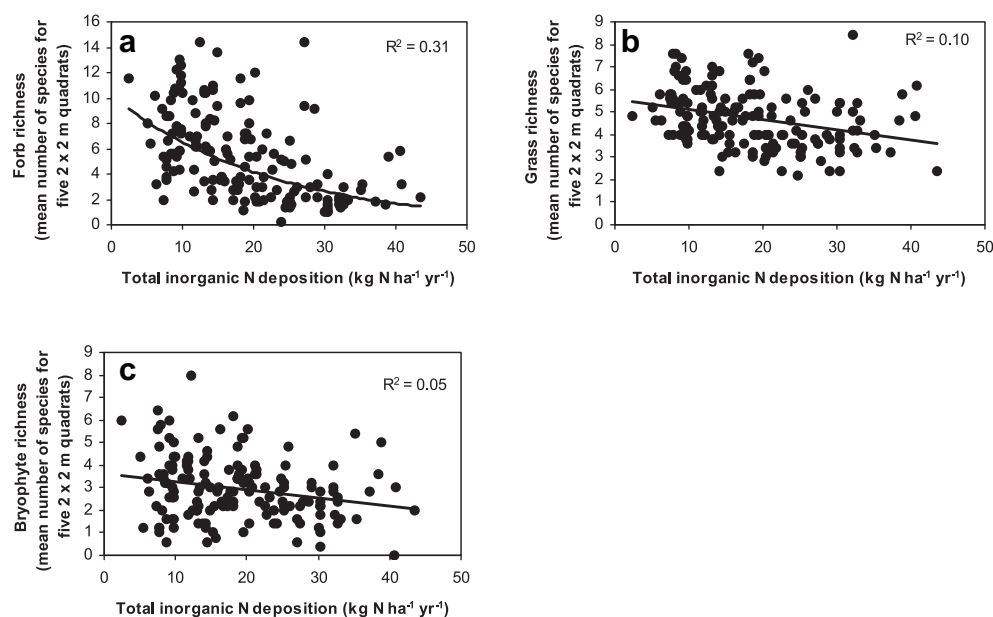 a
R² = 0.31
Forb richness
(mean number of species for
five 2 x 2 m quadrats)
16
14
12
10
8
6
4
2
0
0 10 20 30 40 50
Total inorganic N deposition (kg N ha⁻¹ yr⁻¹)
b
R² = 0.10
Grass richness
(mean number of species for
five 2 x 2 m quadrats)
9
8
7
6
5
4
3
2
1
0
0 10 20 30 40 50
Total inorganic N deposition (kg N ha⁻¹ yr⁻¹)
c
R² = 0.05
Bryophyte richness
(mean number of species for
five 2 x 2 m quadrats)
9
8
7
6
5
4
3
2
1
0
0 10 20 30 40 50
Total inorganic N deposition (kg N ha⁻¹ yr⁻¹)